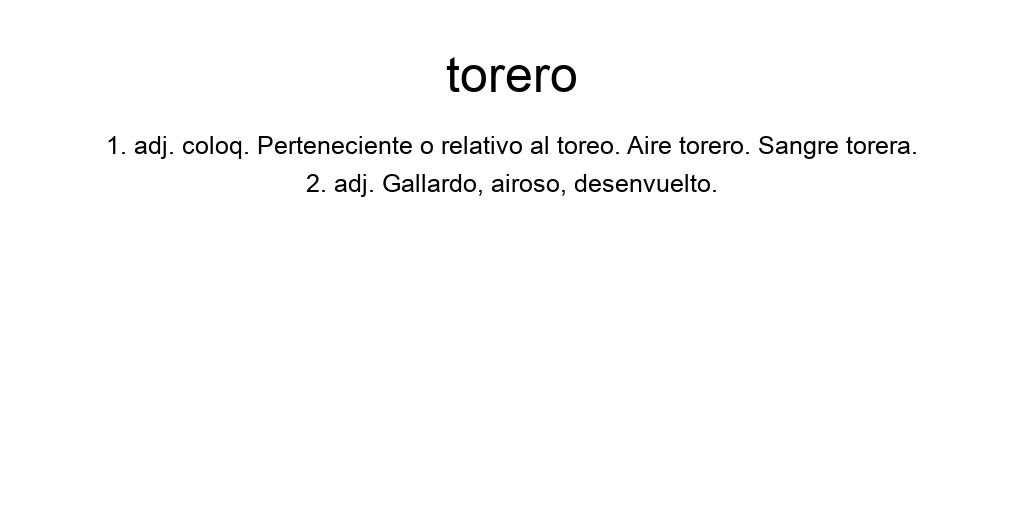 torero
1. adj. coloq. Perteneciente o relativo al toreo. Aire torero. Sangre torera.
2. adj. Gallardo, airoso, desenvuelto.